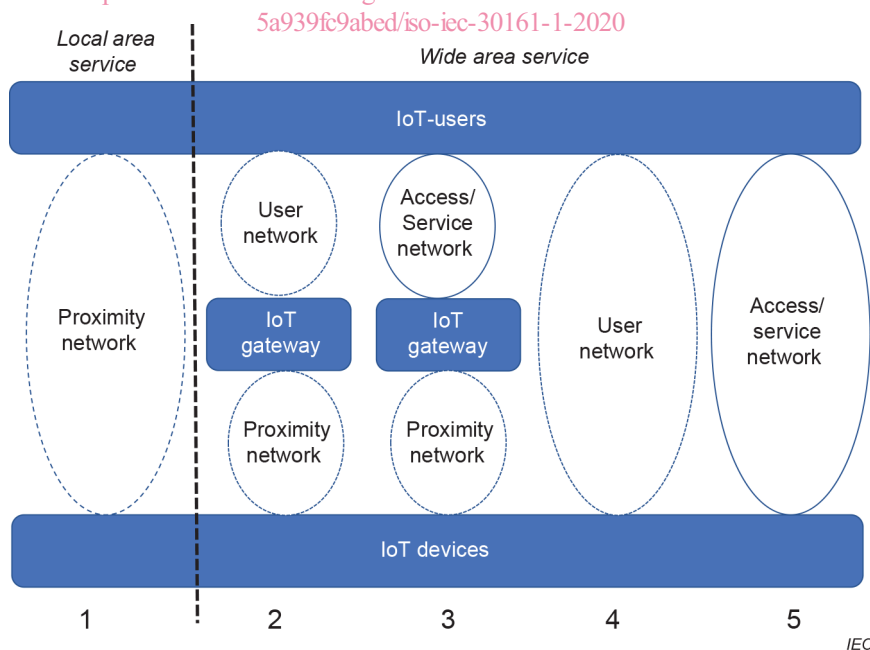 5a939fc9abed/iso-iec-30161-1-2020
Local area
service
Wide area service
IoT-users
Proximity
network
User
network
IoT
gateway
Proximity
network
Access/
Service
network
IoT
gateway
Proximity
network
User
network
Access/
service
network
IoT devices
1
2
3
4
5
IEC